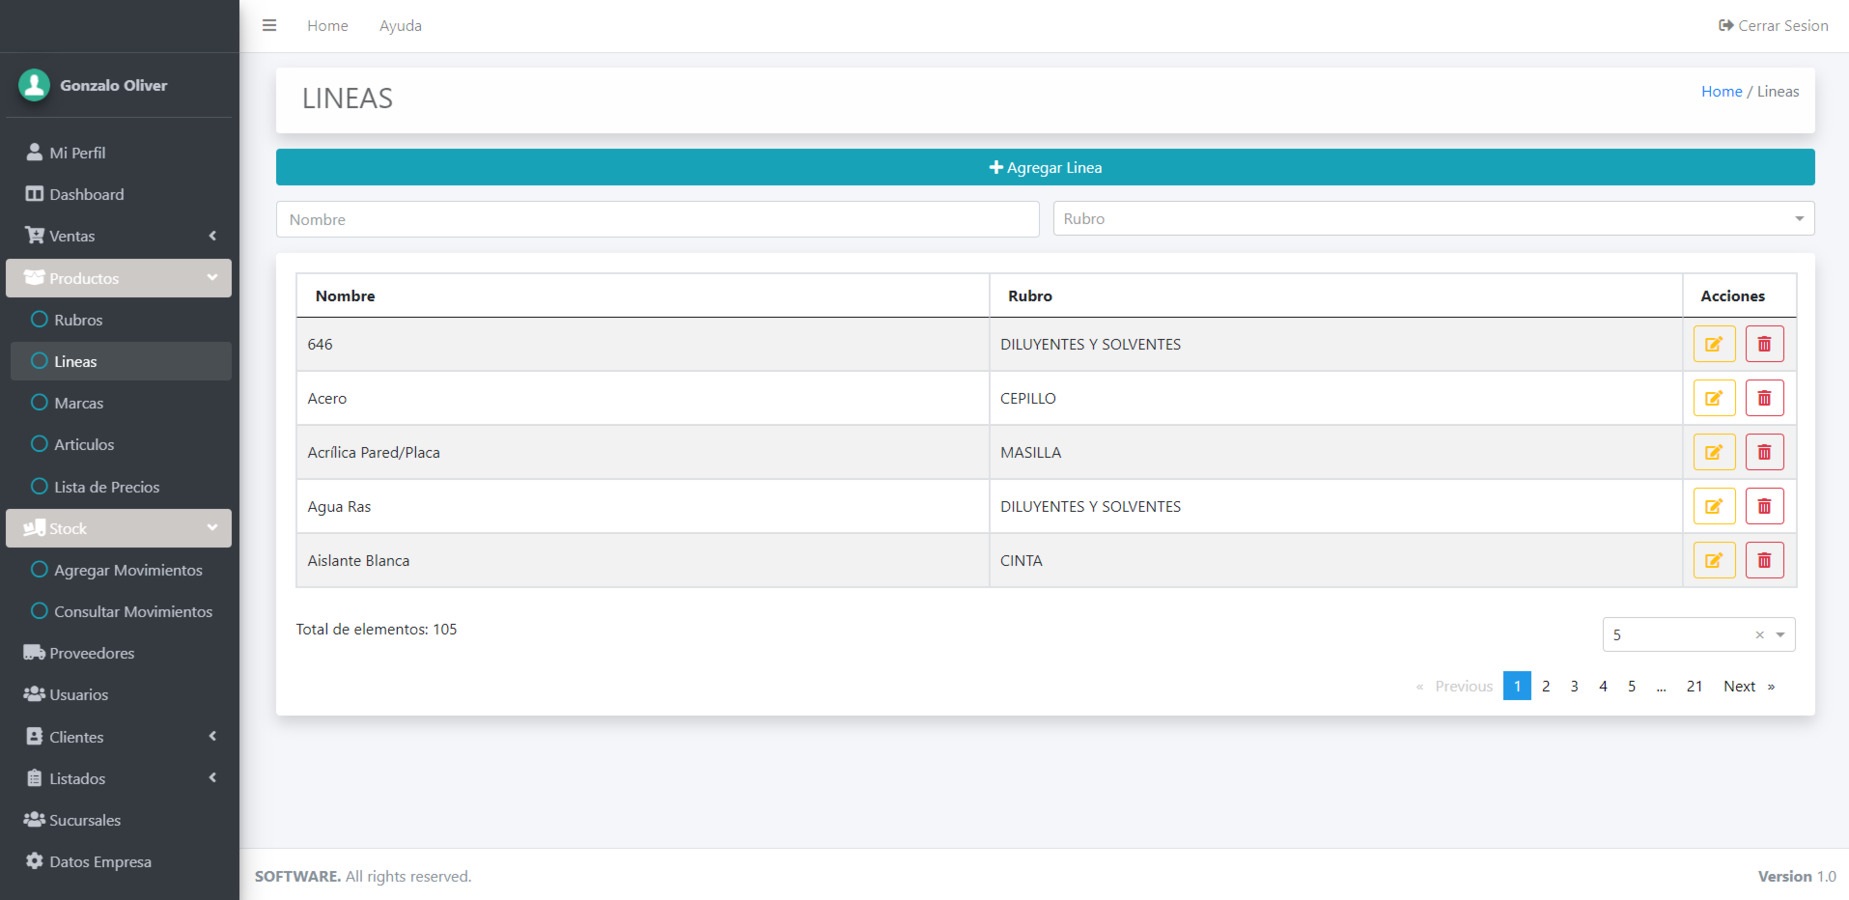 Home
Ayuda
Cerrar Sesion
Gonzalo Oliver
Mi Perfil
Dashboard
Ventas
Productos
Rubros
Lineas
Marcas
Articulos
Lista de Precios
Stock
Agregar Movimientos
Consultar Movimientos
Proveedores
Usuarios
Clientes
Listados
Sucursales
Datos Empresa
LINEAS
Home / Lineas
Agregar Linea
Nombre
Rubro
Nombre Rubro Acciones
646 DILUYENTES Y SOLVENTES
Acero CEPILLO
Acrílica Pared/Placa MASILLA
Agua Ras DILUYENTES Y SOLVENTES
Aislante Blanca CINTA
Total de elementos: 105
5 ×
« Previous 1 2 3 4 5 ... 21 Next »
SOFTWARE. All rights reserved.
Version 1.0